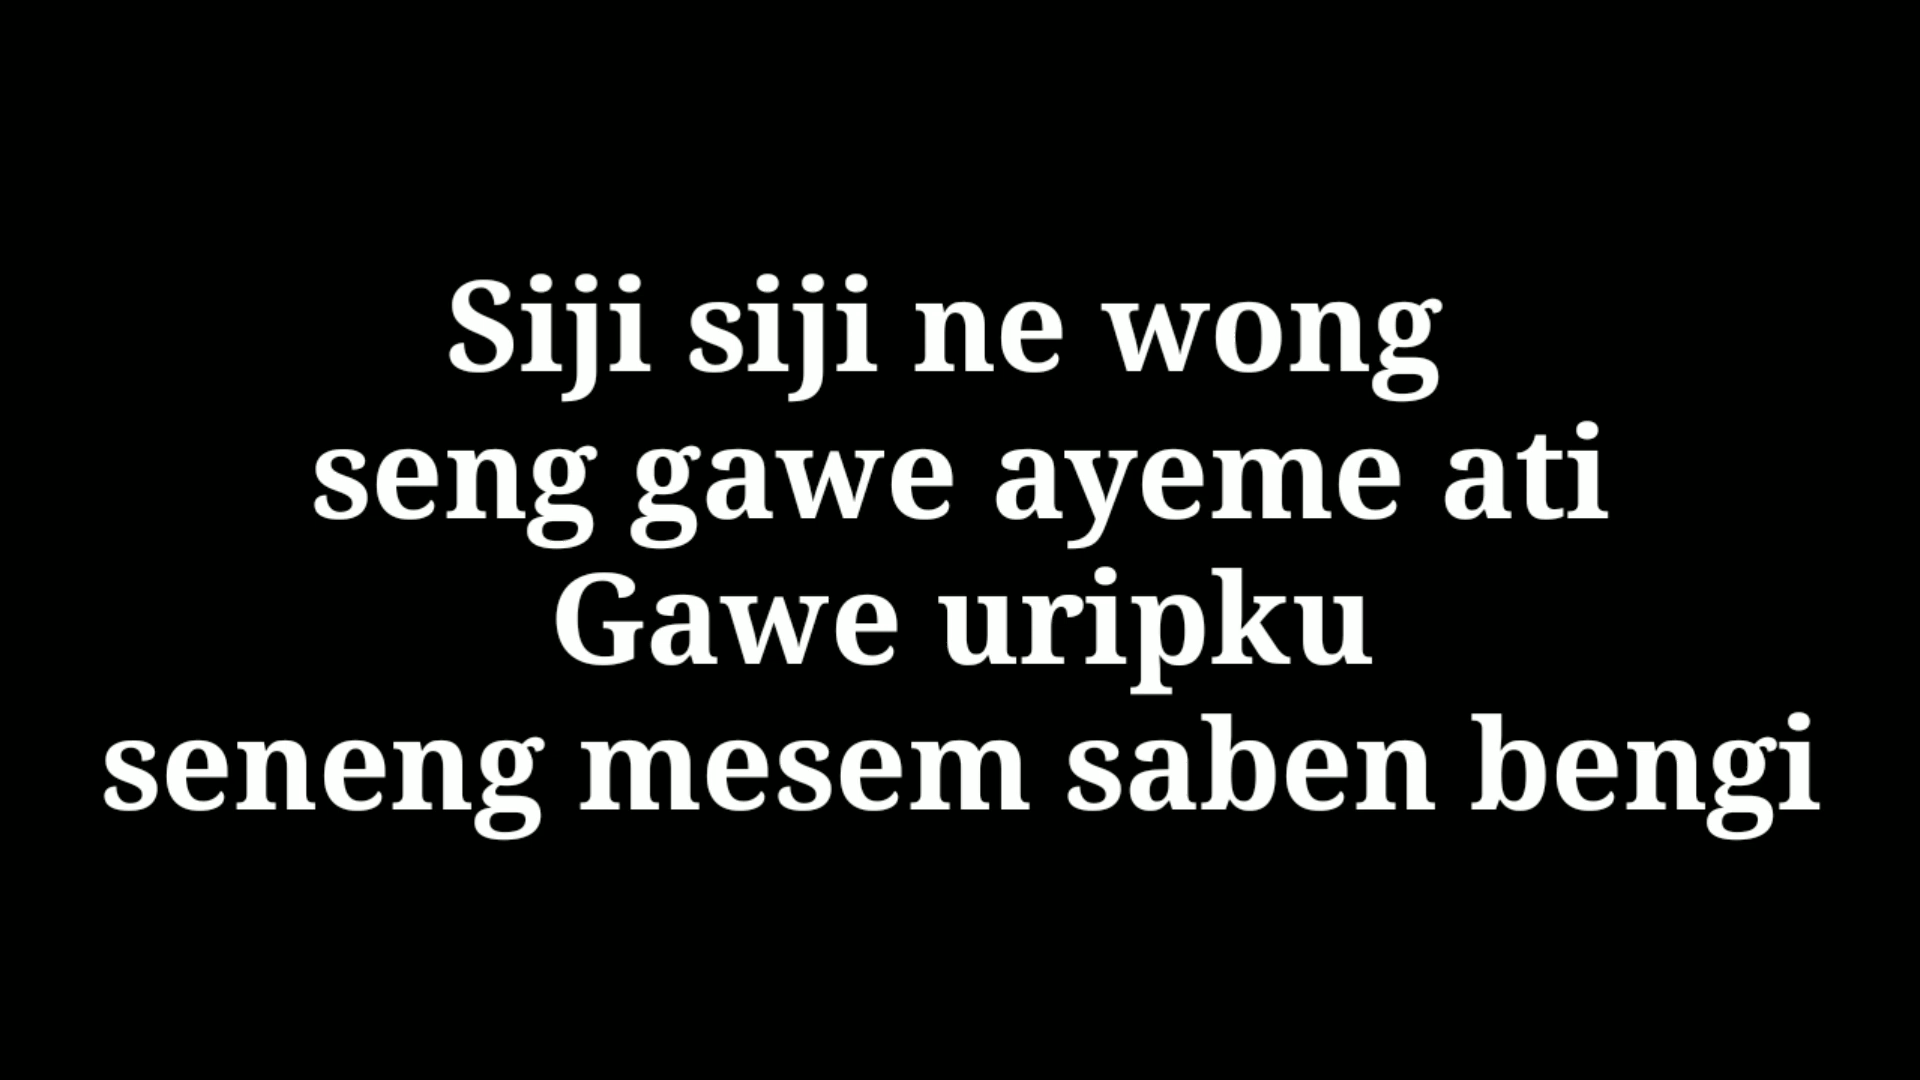 Siji siji ne wong
seng gawe ayeme ati
Gawe uripku
seneng mesem saben bengi